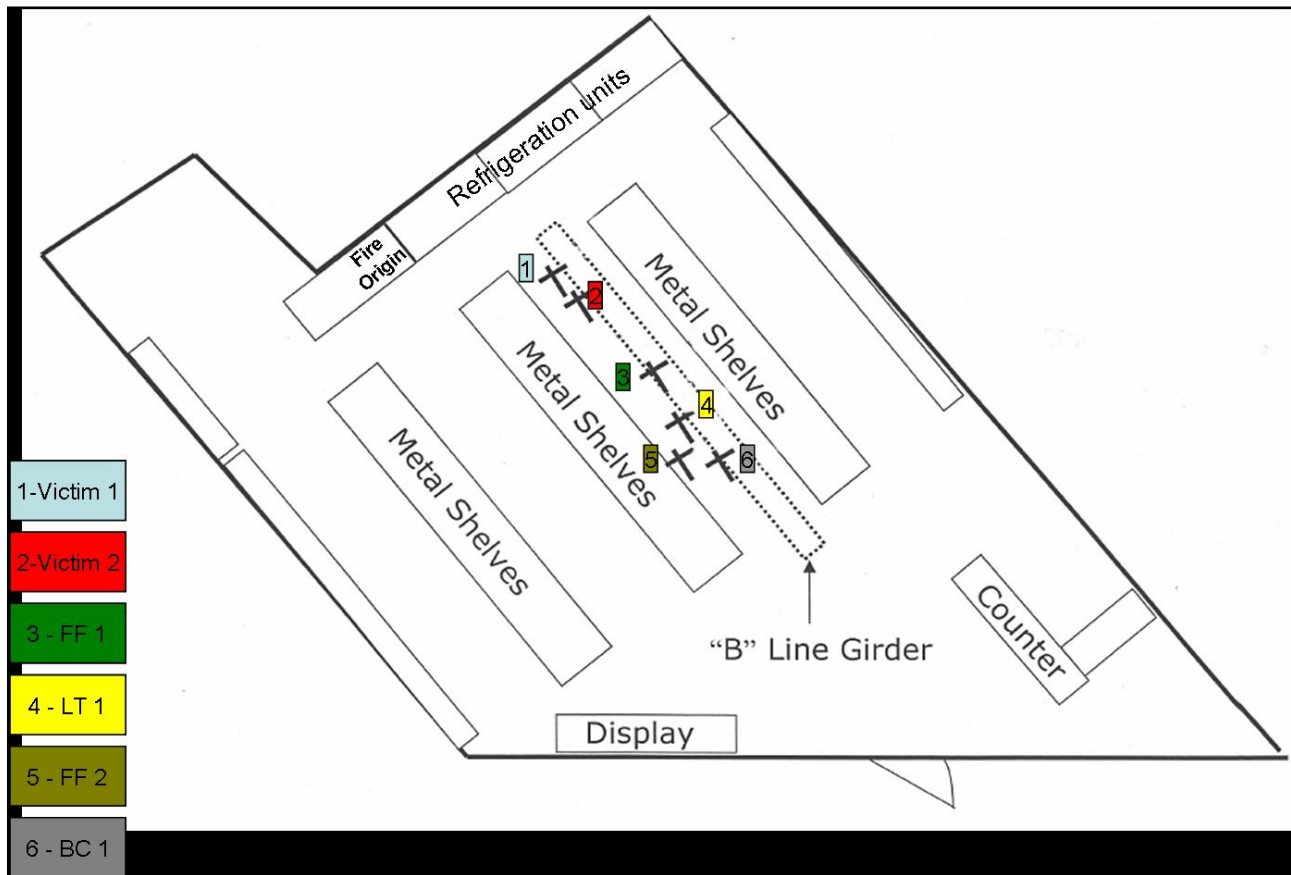 Refrigeration units
Fire
Origin
1
2
3
4
5
6
Metal Shelves
Metal Shelves
Metal Shelves
1-Victim 1
2-Victim 2
3 - FF 1
4 - LT 1
5 - FF 2
6 - BC 1
“B” Line Girder
Counter
Display